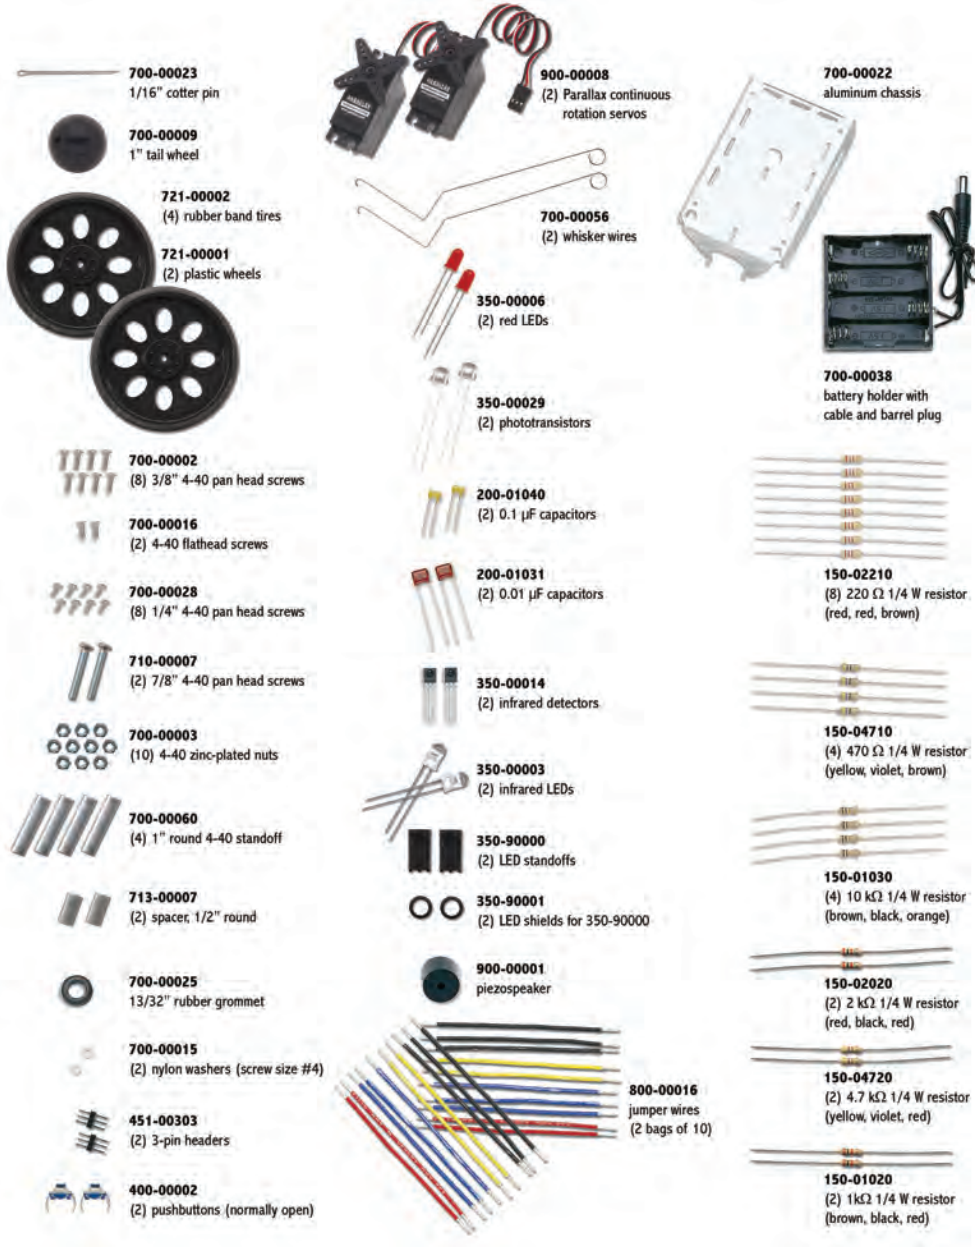 700-00023
1/16" cotter pin
700-00009
1" tail wheel
721-00002
(4) rubber band tires
721-00001
(2) plastic wheels
700-00002
(8) 3/8" 4-40 pan head screws
700-00016
(2) 4-40 flathead screws
700-00028
(8) 1/4" 4-40 pan head screws
710-00007
(2) 7/8" 4-40 pan head screws
700-00003
(10) 4-40 zinc-plated nuts
700-00060
(4) 1" round 4-40 standoff
713-00007
(2) spacer, 1/2" round
700-00025
13/32" rubber grommet
700-00015
(2) nylon washers (screw size #4)
451-00303
(2) 3-pin headers
400-00002
(2) pushbuttons (normally open)
PARALLAX
PARALLAX
900-00008
(2) Parallax continuous
rotation servos
700-00056
(2) whisker wires
350-00006
(2) red LEDs
350-00029
(2) phototransistors
200-01040
(2) 0.1 µF capacitors
200-01031
(2) 0.01 µF capacitors
350-00014
(2) infrared detectors
350-00003
(2) infrared LEDs
350-90000
(2) LED standoffs
350-90001
(2) LED shields for 350-90000
900-00001
piezospeaker
800-00016
jumper wires
(2 bags of 10)
700-00022
aluminum chassis
700-00038
battery holder with
cable and barrel plug
150-02210
(8) 220 Ω 1/4 W resistor
(red, red, brown)
150-04710
(4) 470 Ω 1/4 W resistor
(yellow, violet, brown)
150-01030
(4) 10 kΩ 1/4 W resistor
(brown, black, orange)
150-02020
(2) 2 kΩ 1/4 W resistor
(red, black, red)
150-04720
(2) 4.7 kΩ 1/4 W resistor
(yellow, violet, red)
150-01020
(2) 1kΩ 1/4 W resistor
(brown, black, red)